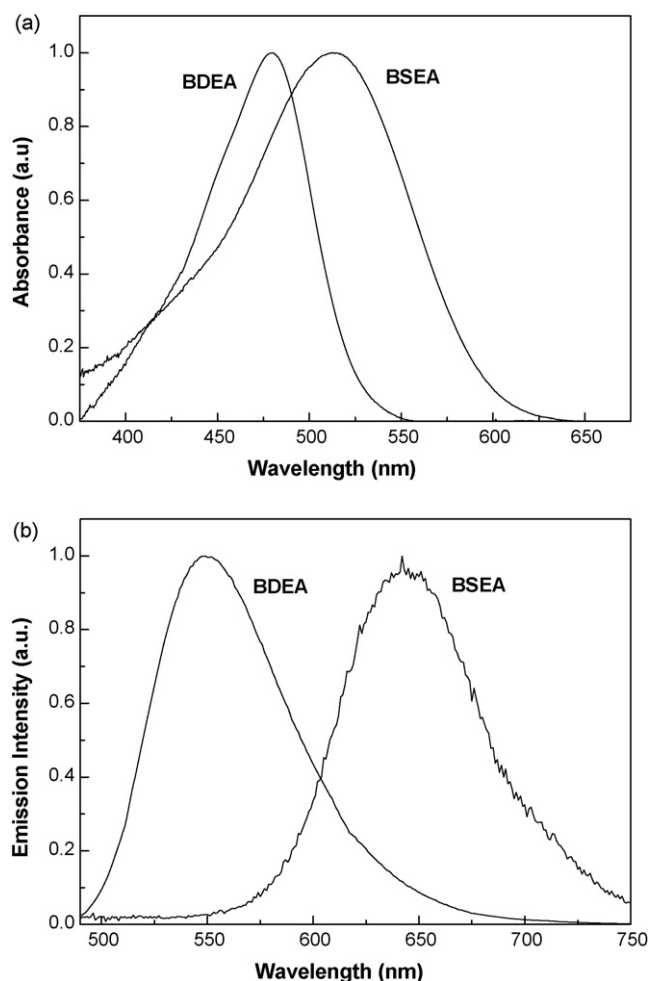 (a)
1.0
BDEA
BSEA
0.8
0.6
0.4
0.2
0.0
Absorbance (a.u)
400 450 500 550 600 650
Wavelength (nm)
(b)
1.0
BDEA
BSEA
0.8
0.6
0.4
0.2
0.0
Emission Intensity (a.u.)
500 550 600 650 700 750
Wavelength (nm)